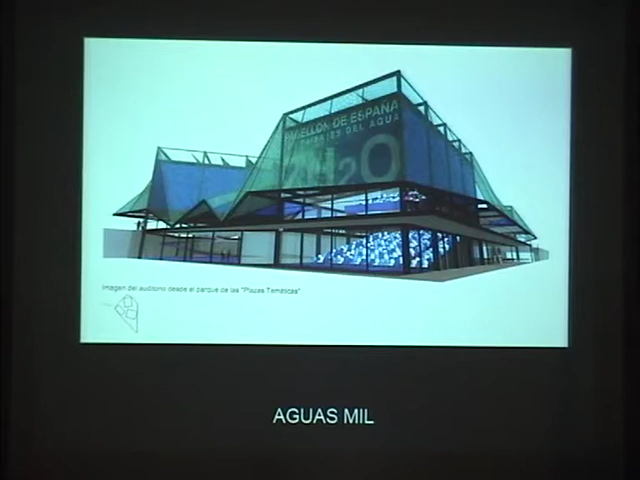 PABELLON DE ESPAÑA
PAISAJES DEL AGUA
H2O
Imagen del auditorio desde el parque de las "Plazas Temáticas"
AGUAS MIL